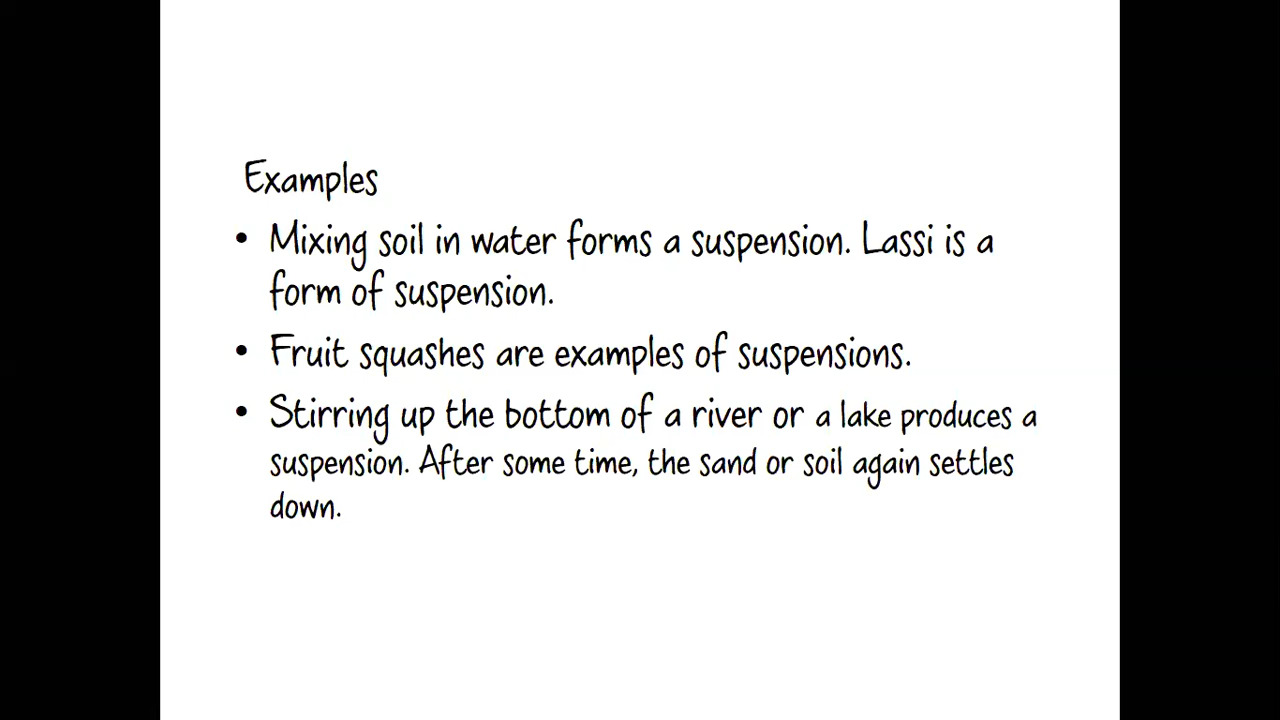 Examples
• Mixing soil in water forms a suspension. Lassi is a
form of suspension.
• Fruit squashes are examples of suspensions.
• Stirring up the bottom of a river or a lake produces a
suspension. After some time, the sand or soil again settles
down.